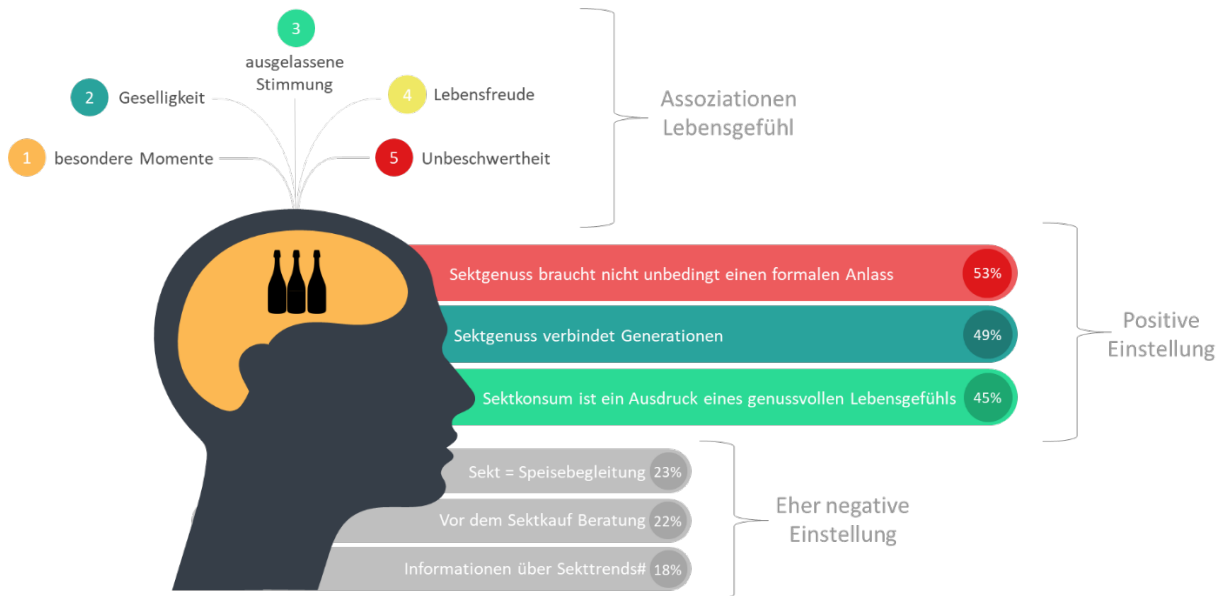 3
ausgelassene
Stimmung
2 Geselligkeit
4 Lebensfreude
1 besondere Momente
5 Unbeschwertheit
Assoziationen
Lebensgefühl
Sektgenuss braucht nicht unbedingt einen formalen Anlass 53%
Sektgenuss verbindet Generationen 49%
Sektkonsum ist ein Ausdruck eines genussvollen Lebensgefühls 45%
Positive
Einstellung
Sekt = Speisebegleitung 23%
Vor dem Sektkauf Beratung 22%
Informationen über Sekttrends# 18%
Eher negative
Einstellung